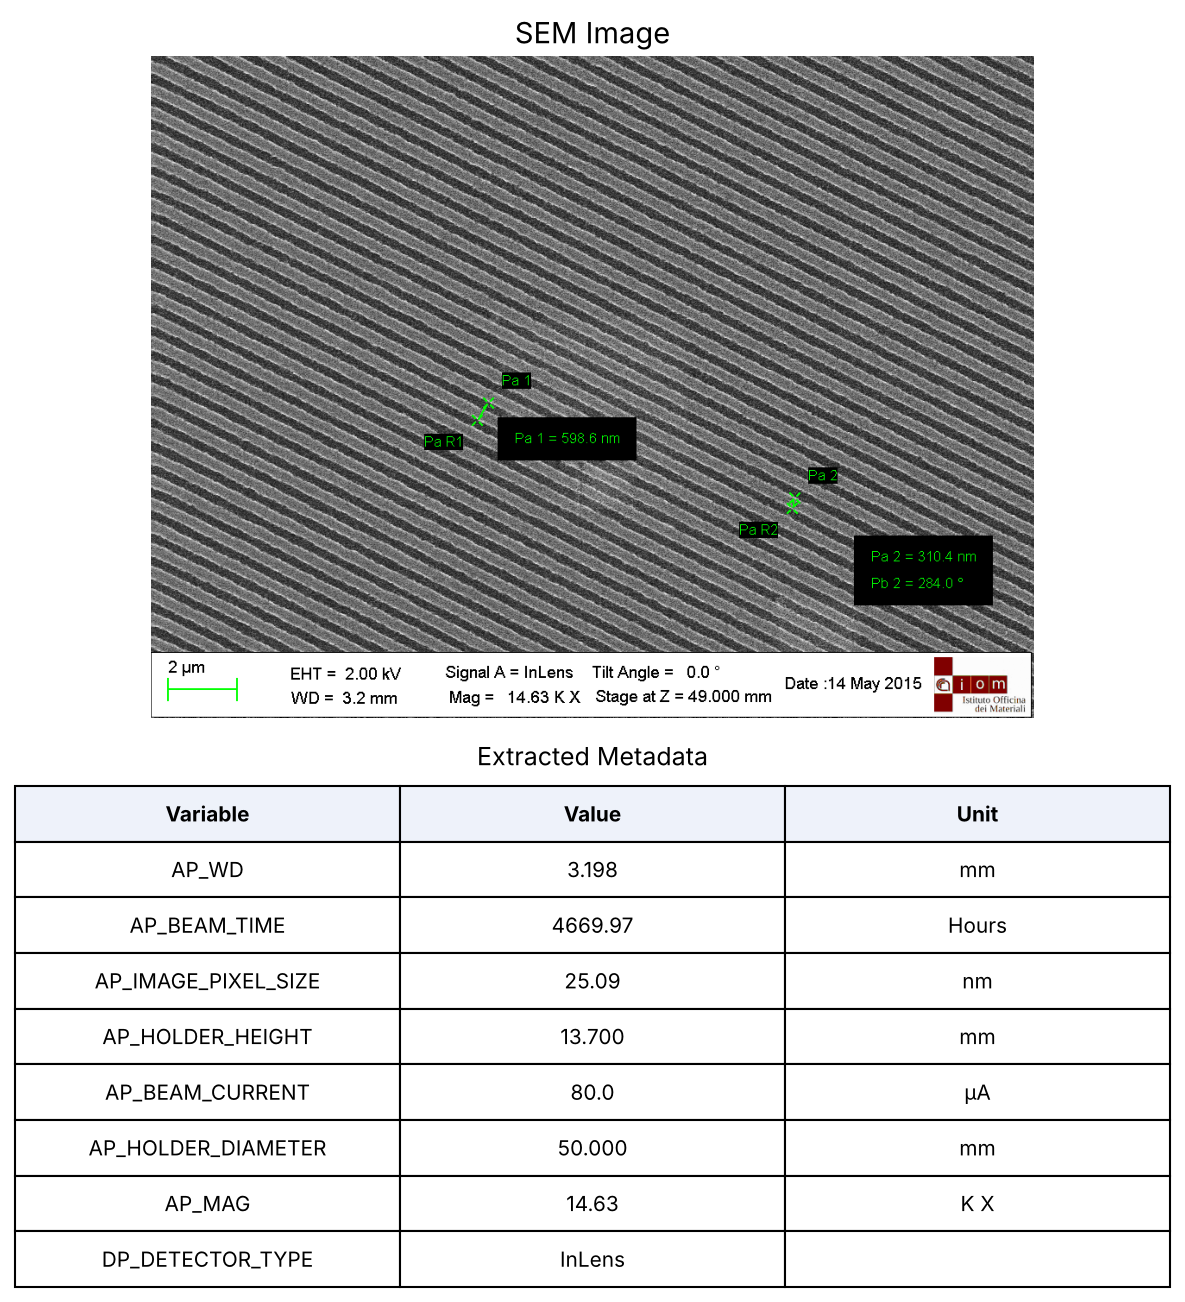 SEM Image
Pa 1
Pa R1
Pa 1 = 598.6 nm
Pa 2
Pa R2
Pa 2 = 310.4 nm
Pb 2 = 284.0 °
2 µm
EHT = 2.00 kV
Signal A = InLens
Tilt Angle = 0.0 °
WD = 3.2 mm
Mag = 14.63 K X
Stage at Z = 49.000 mm
Date :14 May 2015
iom
Istituto Officina
dei Materiali
Extracted Metadata
Variable Value Unit
AP_WD 3.198 mm
AP_BEAM_TIME 4669.97 Hours
AP_IMAGE_PIXEL_SIZE 25.09 nm
AP_HOLDER_HEIGHT 13.700 mm
AP_BEAM_CURRENT 80.0 µA
AP_HOLDER_DIAMETER 50.000 mm
AP_MAG 14.63 K X
DP_DETECTOR_TYPE InLens